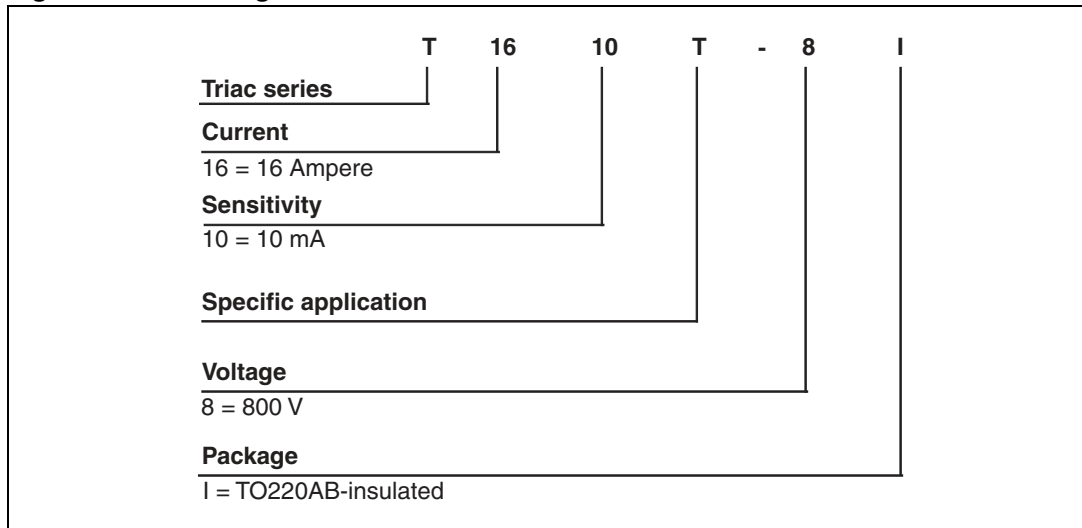 T 16 10 T - 8 I
Triac series
Current
16 = 16 Ampere
Sensitivity
10 = 10 mA
Specific application
Voltage
8 = 800 V
Package
I = TO220AB-insulated